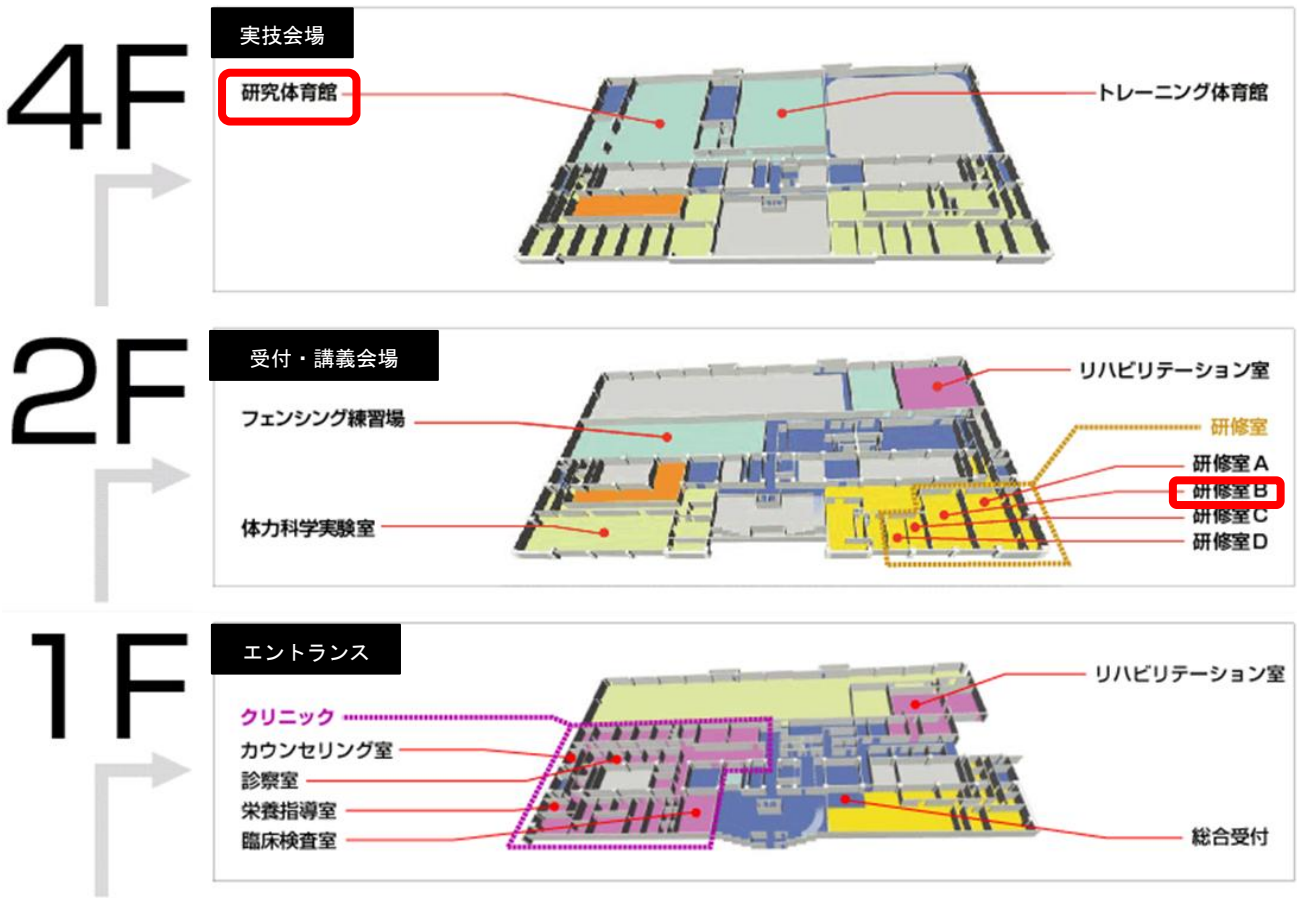 4F
実技会場
研究体育館
トレーニング体育館
2F
受付・講義会場
リハビリテーション室
フェンシング練習場
研修室
研修室A
研修室B
研修室C
体力科学実験室
研修室D
1F
エントランス
リハビリテーション室
クリニック
カウンセリング室
診察室
栄養指導室
臨床検査室
総合受付